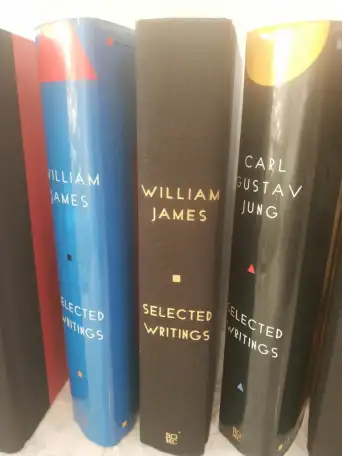 WILLIAM
JAMES
SELECTED
WRITINGS
WILLIAM
JAMES
SELECTED
WRITINGS
CARL
GUSTAV
JUNG
SELECTED
WRITINGS